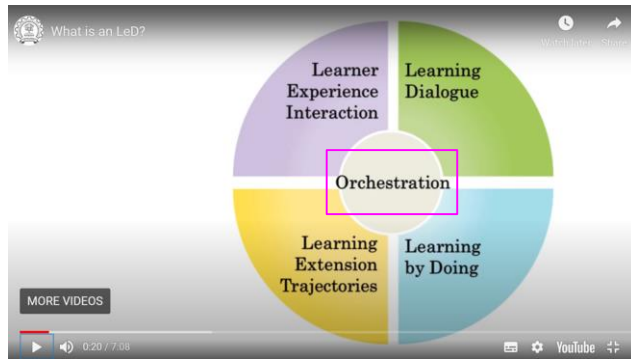 What is an LeD?
Watch later
Share
Learner
Experience
Interaction
Learning
Dialogue
Orchestration
Learning
Extension
Trajectories
Learning
by Doing
MORE VIDEOS
0:20 / 7:08
YouTube